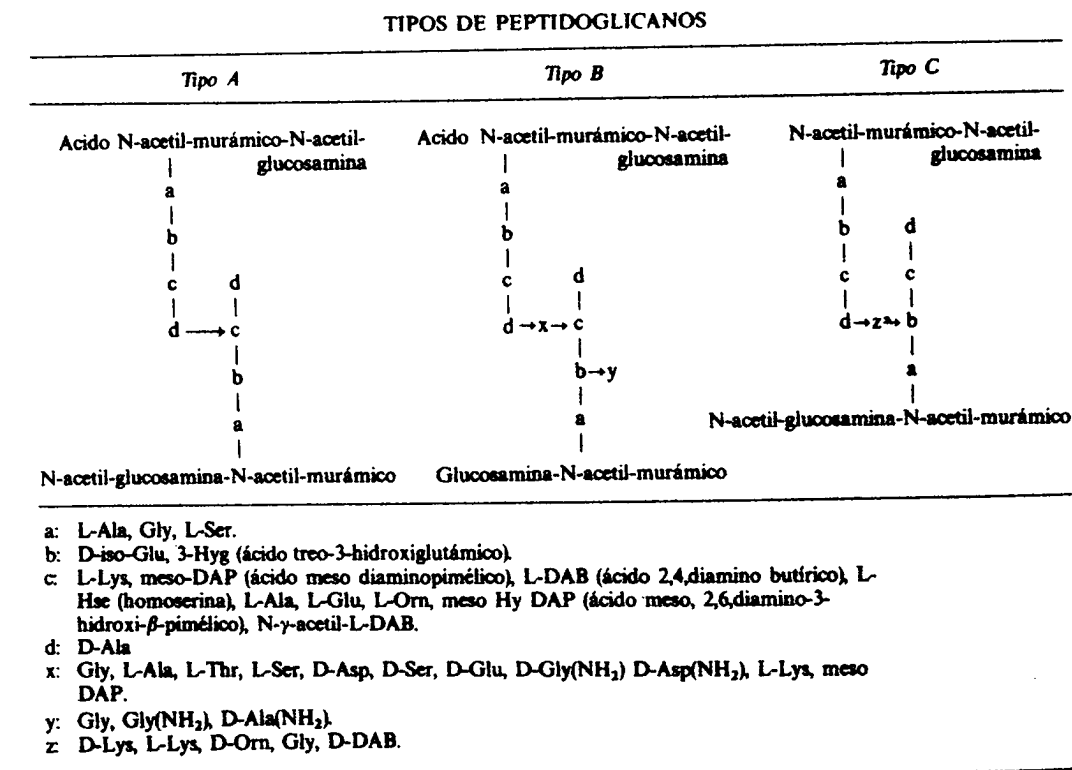 TIPOS DE PEPTIDOGLICANOS
Tipo A
Tipo B
Tipo C
Acido N-acetil-murámico-N-acetil-
glucosamina
|
a
|
b
|
c d
| |
d → c
|
b
|
a
|
N-acetil-glucosamina-N-acetil-murámico
Acido N-acetil-murámico-N-acetil-
glucosamina
|
a
|
b
|
c d
| |
d→x→ c
|
b→y
|
a
|
Glucosamina-N-acetil-murámico
N-acetil-murámico-N-acetil-
glucosamina
|
a
|
b d
| |
c c
| |
d→zª→ b
|
a
|
N-acetil-glucosamina-N-acetil-murámico
a: L-Ala, Gly, L-Ser.
b: D-iso-Glu, 3-Hyg (ácido treo-3-hidroxiglutámico).
c: L-Lys, meso-DAP (ácido meso diaminopimélico), L-DAB (ácido 2,4,diamino butírico), L-
Hse (homoserina), L-Ala, L-Glu, L-Orn, meso Hy DAP (ácido meso, 2,6,diamino-3-
hidroxi-β-pimélico), N-γ-acetil-L-DAB.
d: D-Ala
x: Gly, L-Ala, L-Thr, L-Ser, D-Asp, D-Ser, D-Glu, D-Gly(NH₂) D-Asp(NH₂), L-Lys, meso
DAP.
y: Gly, Gly(NH₂), D-Ala(NH₂).
z: D-Lys, L-Lys, D-Orn, Gly, D-DAB.